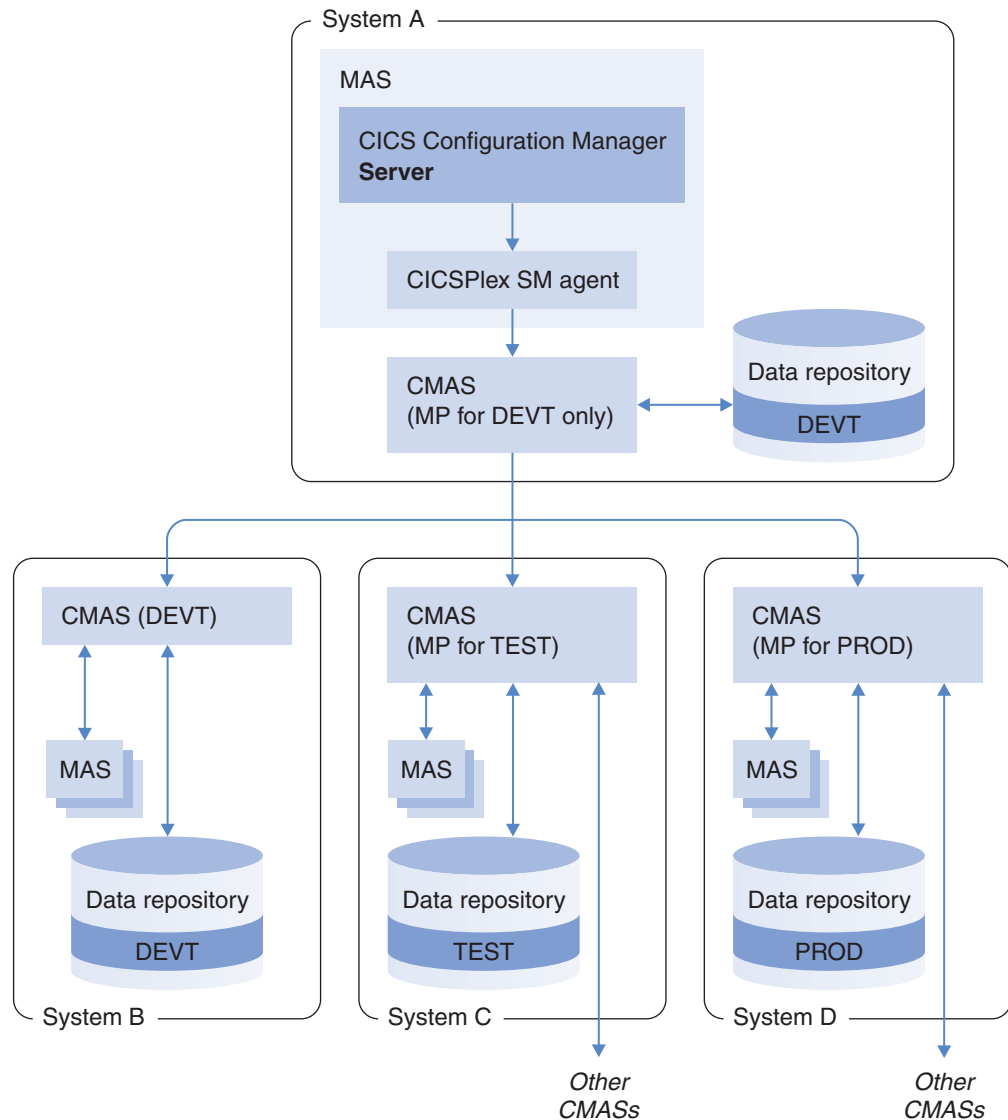 System A
MAS
CICS Configuration Manager
Server
CICSPlex SM agent
CMAS
(MP for DEVT only)
Data repository
DEVT
CMAS (DEVT)
MAS
Data repository
DEVT
System B
CMAS
(MP for TEST)
MAS
Data repository
TEST
System C
Other
CMASs
CMAS
(MP for PROD)
MAS
Data repository
PROD
System D
Other
CMASs